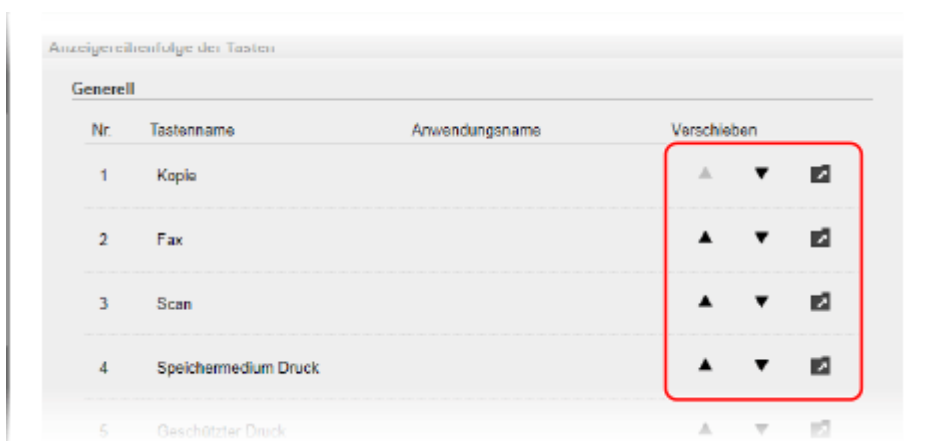 Anzeigereihenfolge der Tasten
Generell
Nr. Tastenname Anwendungsname Verschieben
1 Kopie
2 Fax
3 Scan
4 Speichermedium Druck
5 Geschützter Druck